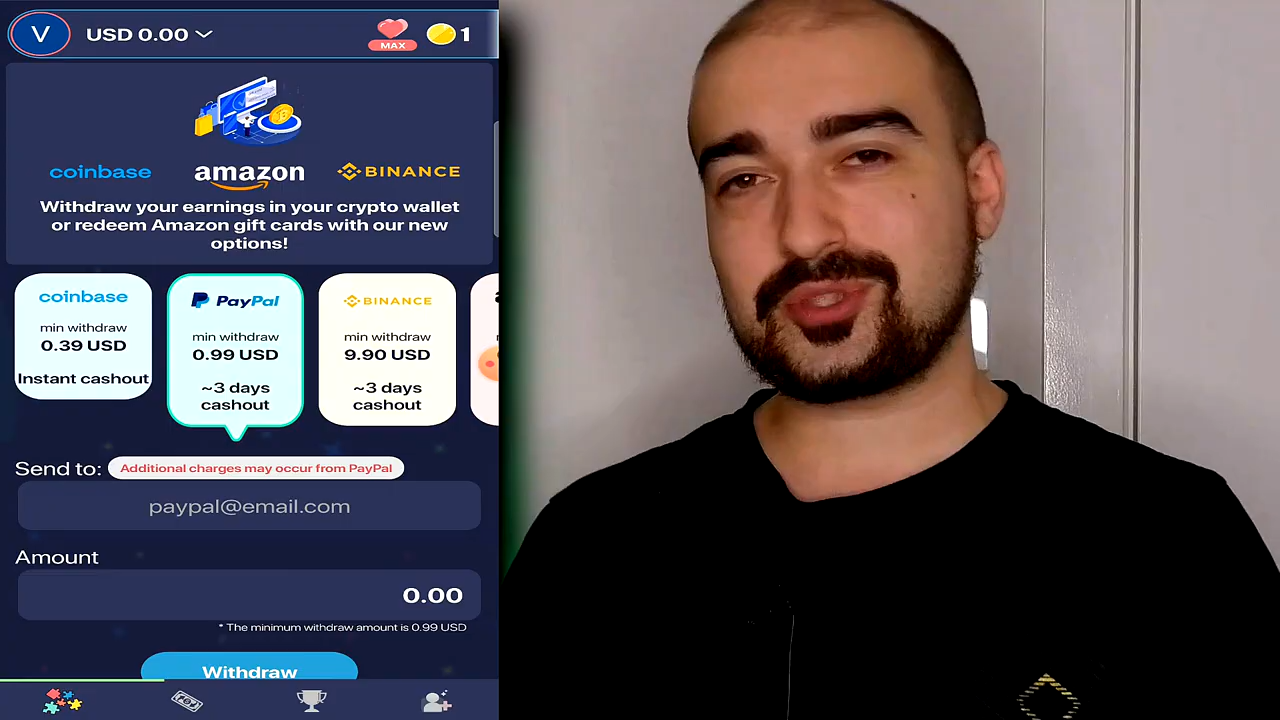 V USD 0.00 MAX 1
coinbase amazon BINANCE
Withdraw your earnings in your crypto wallet
or redeem Amazon gift cards with our new
options!
coinbase
min withdraw
0.39 USD
Instant cashout
PayPal
min withdraw
0.99 USD
~3 days
cashout
BINANCE
min withdraw
9.90 USD
~3 days
cashout
Send to: Additional charges may occur from PayPal
paypal@email.com
Amount
0.00
* The minimum withdraw amount is 0.99 USD
Withdraw